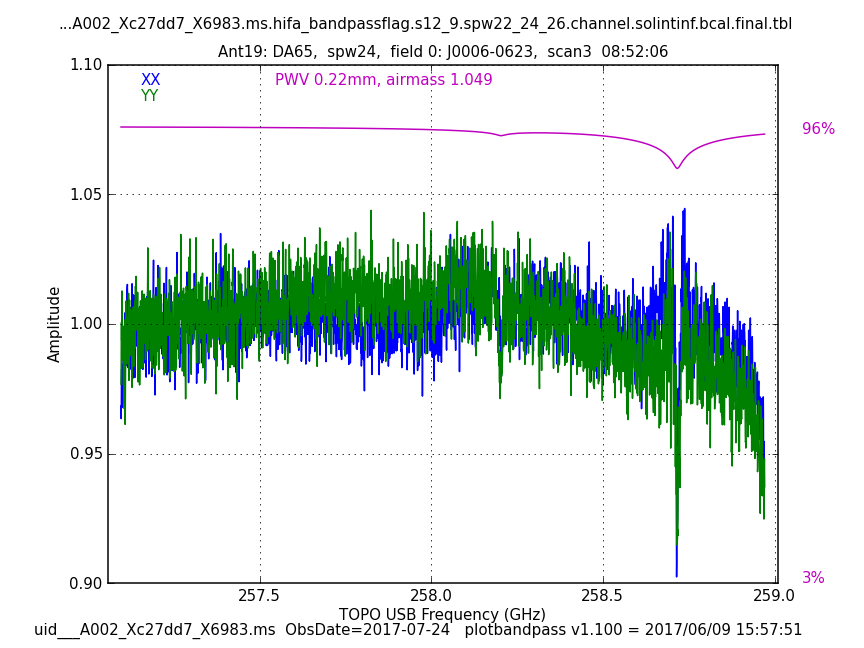 ...A002_Xc27dd7_X6983.ms.hifa_bandpassflag.s12_9.spw22_24_26.channel.solintinf.bcal.final.tbl
Ant19: DA65,  spw24,  field 0: J0006-0623,  scan3  08:52:06
1.10
XX
PWV 0.22mm, airmass 1.049
YY
96%
1.05
1.00
Amplitude
0.95
0.90
3%
257.5
258.0
258.5
259.0
TOPO USB Frequency (GHz)
uid___A002_Xc27dd7_X6983.ms  ObsDate=2017-07-24   plotbandpass v1.100 = 2017/06/09 15:57:51